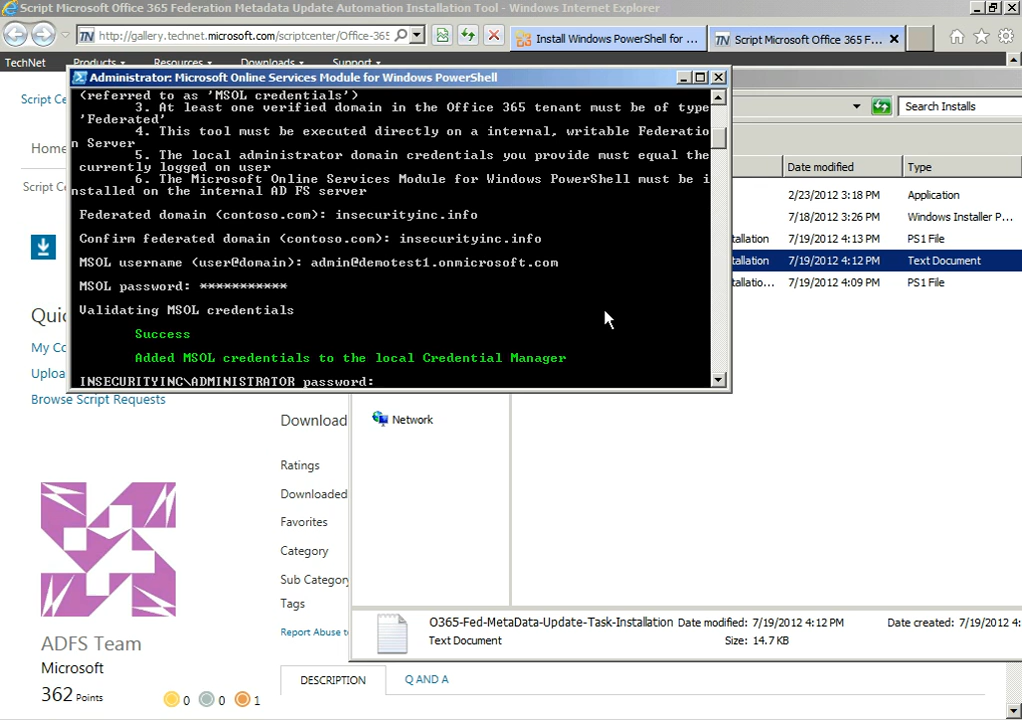 Script Microsoft Office 365 Federation Metadata Update Automation Installation Tool - Windows Internet Explorer
http://gallery.technet.microsoft.com/scriptcenter/Office-365
Install Windows PowerShell for ...
Script Microsoft Office 365 F...
TechNet
Products
Resources
Downloads
Support
Administrator: Microsoft Online Services Module for Windows PowerShell
(referred to as 'MSOL credentials')
3. At least one verified domain in the Office 365 tenant must be of type
'Federated'
4. This tool must be executed directly on a internal, writable Federatio
n Server
5. The local administrator domain credentials you provide must equal the
currently logged on user
6. The Microsoft Online Services Module for Windows PowerShell must be i
nstalled on the internal AD FS server
Federated domain (contoso.com): insecurityinc.info
Confirm federated domain (contoso.com): insecurityinc.info
MSOL username (user@domain): admin@demotest1.onmicrosoft.com
MSOL password: ***********
Validating MSOL credentials
Success
Added MSOL credentials to the local Credential Manager
INSECURITYINC\ADMINISTRATOR password:
Search Installs
Date modified
Type
2/23/2012 3:18 PM
Application
7/18/2012 3:26 PM
Windows Installer P...
tallation
7/19/2012 4:13 PM
PS1 File
tallation
7/19/2012 4:12 PM
Text Document
tallatio...
7/19/2012 4:09 PM
PS1 File
Script Ce
Home
Script Ce
Quic
My Co
Uploa
Browse Script Requests
Network
Download
Ratings
Downloaded
Favorites
Category
Sub Category
Tags
Report Abuse t
O365-Fed-MetaData-Update-Task-Installation
Date modified: 7/19/2012 4:12 PM
Date created: 7/19/2012 4:
Text Document
Size: 14.7 KB
ADFS Team
Microsoft
362 Points
0
0
1
DESCRIPTION
Q AND A